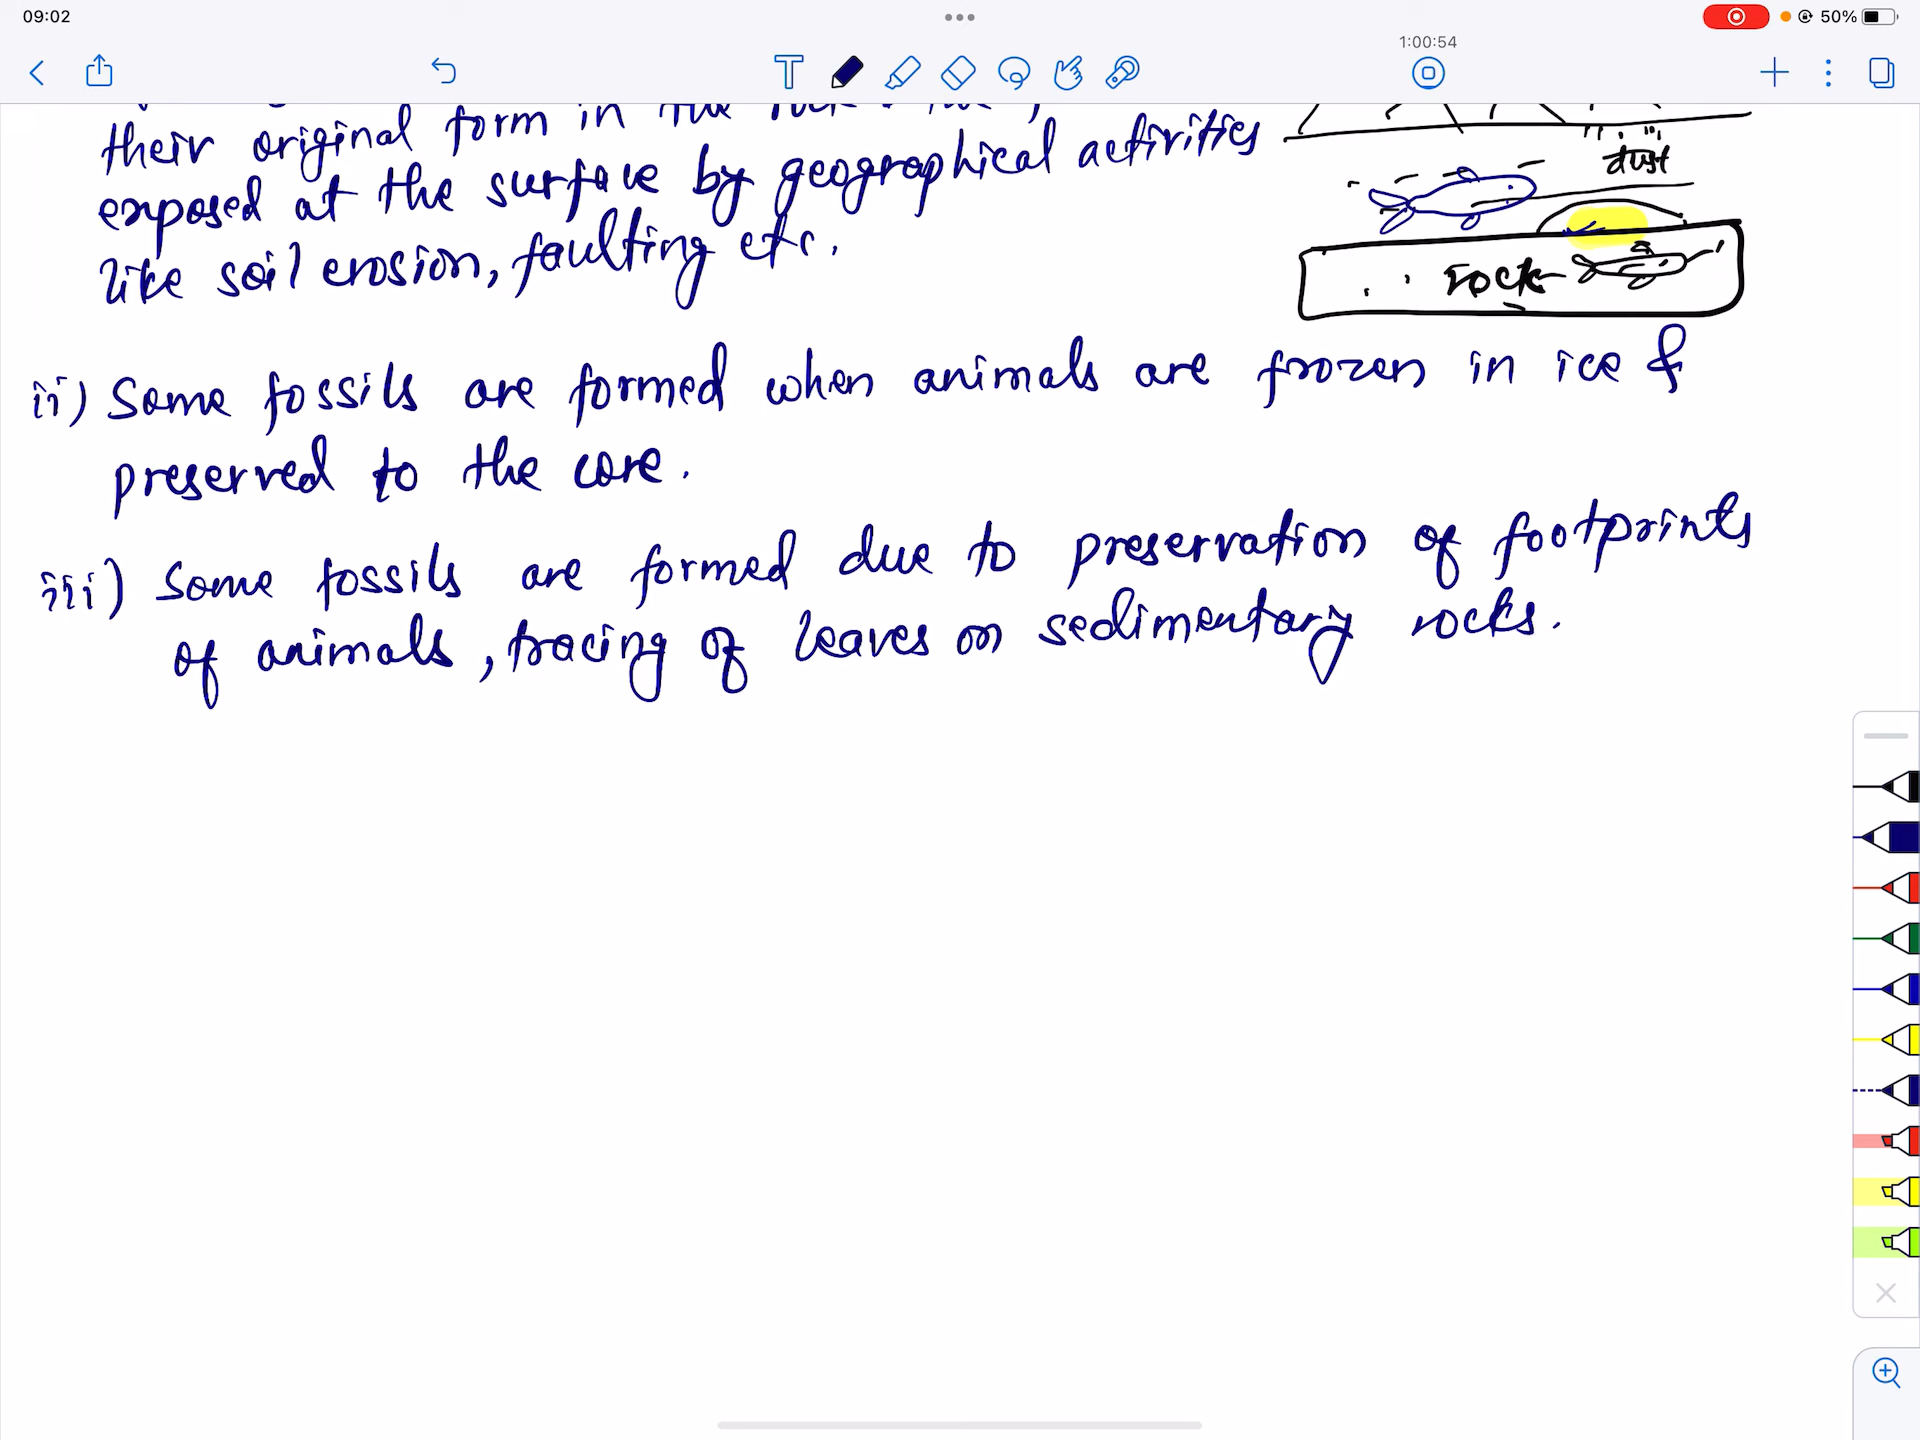 09:02
50%
1:00:54
their original form in the rock
exposed at the surface by geographical activities
like soil erosion, faulting etc.
dust
rock
ii) Some fossils are formed when animals are frozen in ice &
preserved to the core.
iii) Some fossils are formed due to preservation of footprints
of animals, tracing of leaves on sedimentary rocks.